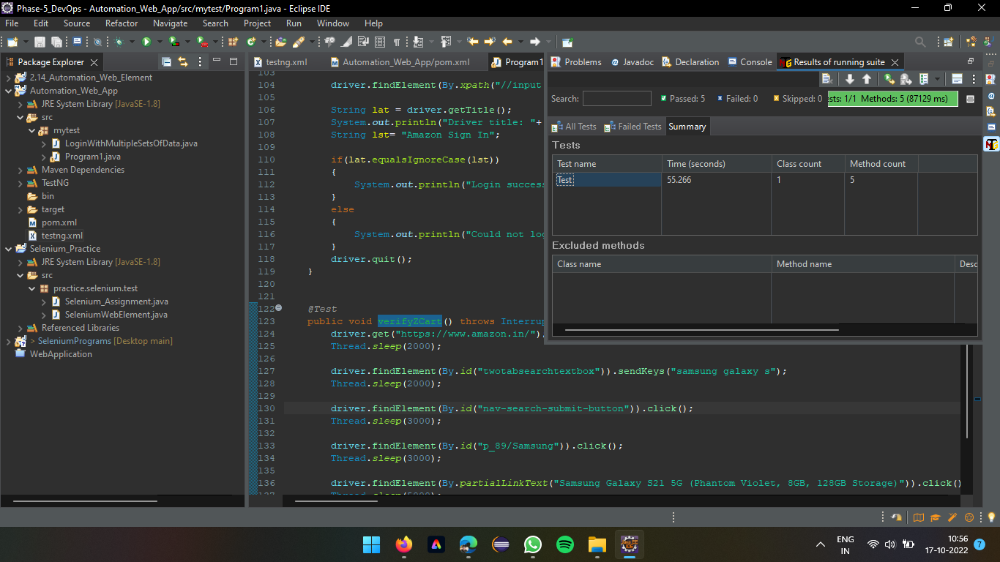 Phase-5_DevOps - Automation_Web_App/src/mytest/Program1.java - Eclipse IDE
File Edit Source Refactor Navigate Search Project Run Window Help
Package Explorer
2.14_Automation_Web_Element
Automation_Web_App
JRE System Library [JavaSE-1.8]
src
mytest
LoginWithMultipleSetsOfData.java
Program1.java
Maven Dependencies
TestNG
bin
target
pom.xml
testng.xml
Selenium_Practice
JRE System Library [JavaSE-1.8]
src
practice.selenium.test
Selenium_Assignment.java
SeleniumWebElement.java
Referenced Libraries
> SeleniumPrograms [Desktop main]
WebApplication
testng.xml Automation_Web_App/pom.xml Program1
103
104 driver.findElement(By.xpath("//input
105
106 String lat = driver.getTitle();
107 System.out.println("Driver title: "+
108 String lst= "Amazon Sign In";
109
110 if(lat.equalsIgnoreCase(lst))
111 {
112 System.out.println("Login success
113 }
114 else
115 {
116 System.out.println("Could not log
117 }
118 driver.quit();
119 }
120
121
122 @Test
123 public void verifyZCart() throws Interrup
124 driver.get("https://www.amazon.in/")
125 Thread.sleep(2000);
126
127 driver.findElement(By.id("twotabsearchtextbox")).sendKeys("samsung galaxy s");
128 Thread.sleep(2000);
129
130 driver.findElement(By.id("nav-search-submit-button")).click();
131 Thread.sleep(3000);
132
133 driver.findElement(By.id("p_89/Samsung")).click();
134 Thread.sleep(3000);
135
136 driver.findElement(By.partialLinkText("Samsung Galaxy S21 5G (Phantom Violet, 8GB, 128GB Storage)")).click()
Problems @ Javadoc Declaration Console Results of running suite
Search: Passed: 5 Failed: 0 Skipped: 0 sts: 1/1 Methods: 5 (87129 ms)
All Tests Failed Tests Summary
Tests
Test name Time (seconds) Class count Method count
Test 55.266 1 5
Excluded methods
Class name Method name Desc
ENG
IN
10:56
17-10-2022
7